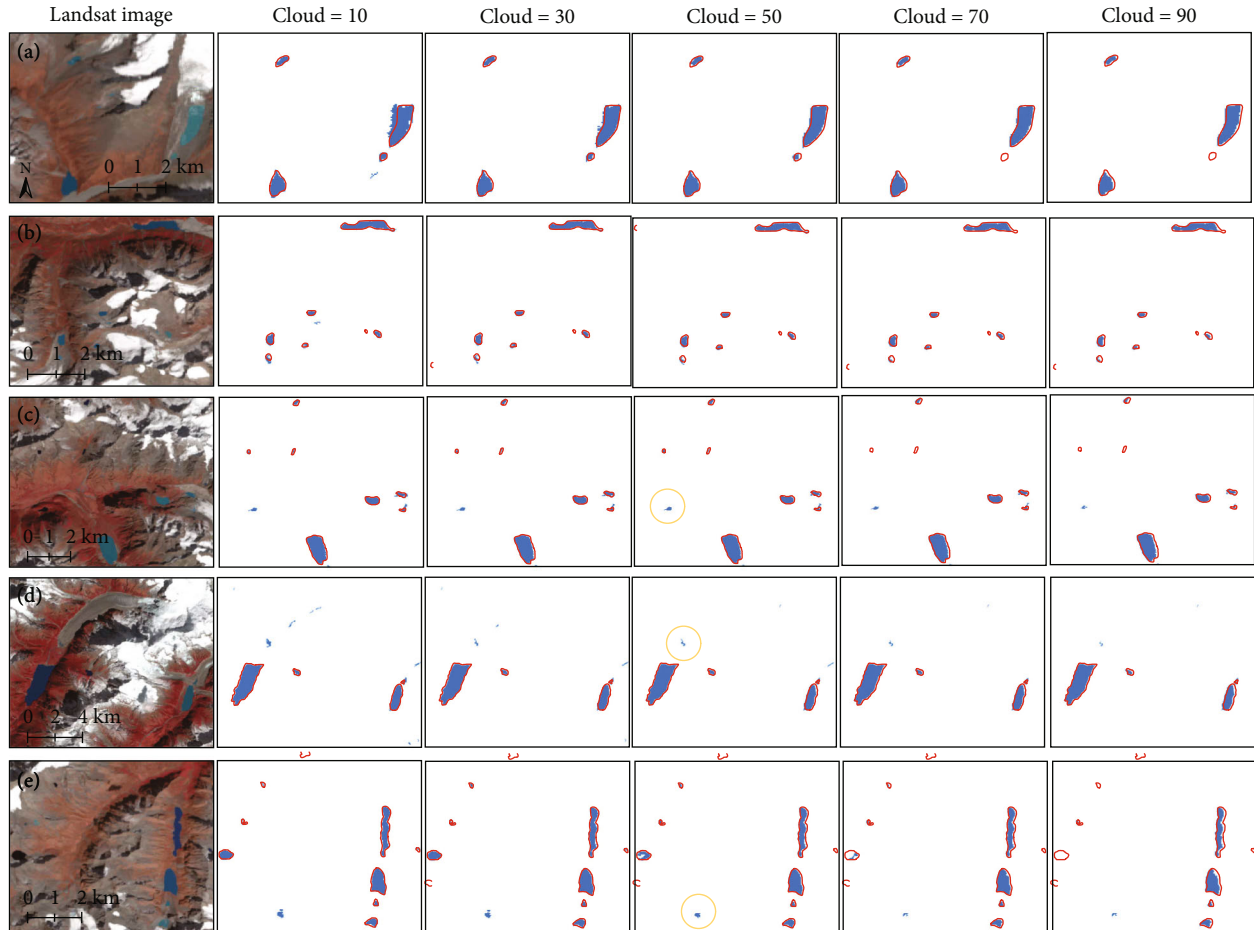 Landsat image Cloud = 10 Cloud = 30 Cloud = 50 Cloud = 70 Cloud = 90
(a)
N
0 1 2 km
(b)
0 1 2 km
(c)
0 1 2 km
(d)
0 2 4 km
(e)
0 1 2 km